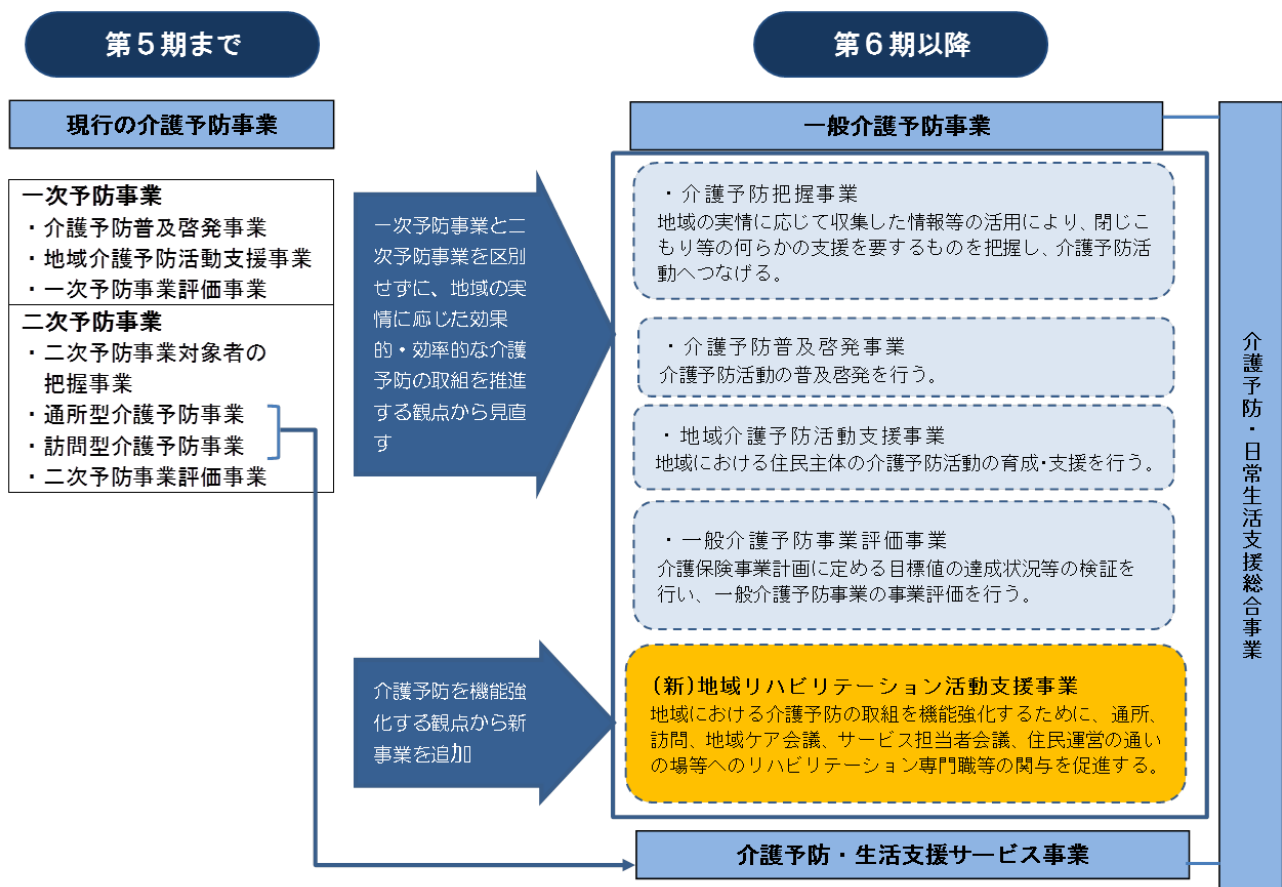 第５期まで
第６期以降
現行の介護予防事業
一次予防事業
・介護予防普及啓発事業
・地域介護予防活動支援事業
・一次予防事業評価事業
二次予防事業
・二次予防事業対象者の
把握事業
・通所型介護予防事業
・訪問型介護予防事業
・二次予防事業評価事業
一次予防事業と二
次予防事業を区別
せずに、地域の実
情に応じた効果
的・効率的な介護
予防の取組を推進
する観点から見直
す
介護予防を機能強
化する観点から新
事業を追加
一般介護予防事業
・介護予防把握事業
地域の実情に応じて収集した情報等の活用により、閉じこ
もり等の何らかの支援を要するものを把握し、介護予防活
動へつなげる。
・介護予防普及啓発事業
介護予防活動の普及啓発を行う。
・地域介護予防活動支援事業
地域における住民主体の介護予防活動の育成・支援を行う。
・一般介護予防事業評価事業
介護保険事業計画に定める目標値の達成状況等の検証を
行い、一般介護予防事業の事業評価を行う。
(新)地域リハビリテーション活動支援事業
地域における介護予防の取組を機能強化するために、通所、
訪問、地域ケア会議、サービス担当者会議、住民運営の通い
の場等へのリハビリテーション専門職等の関与を促進する。
介護予防・生活支援サービス事業
介護予防・日常生活支援総合事業